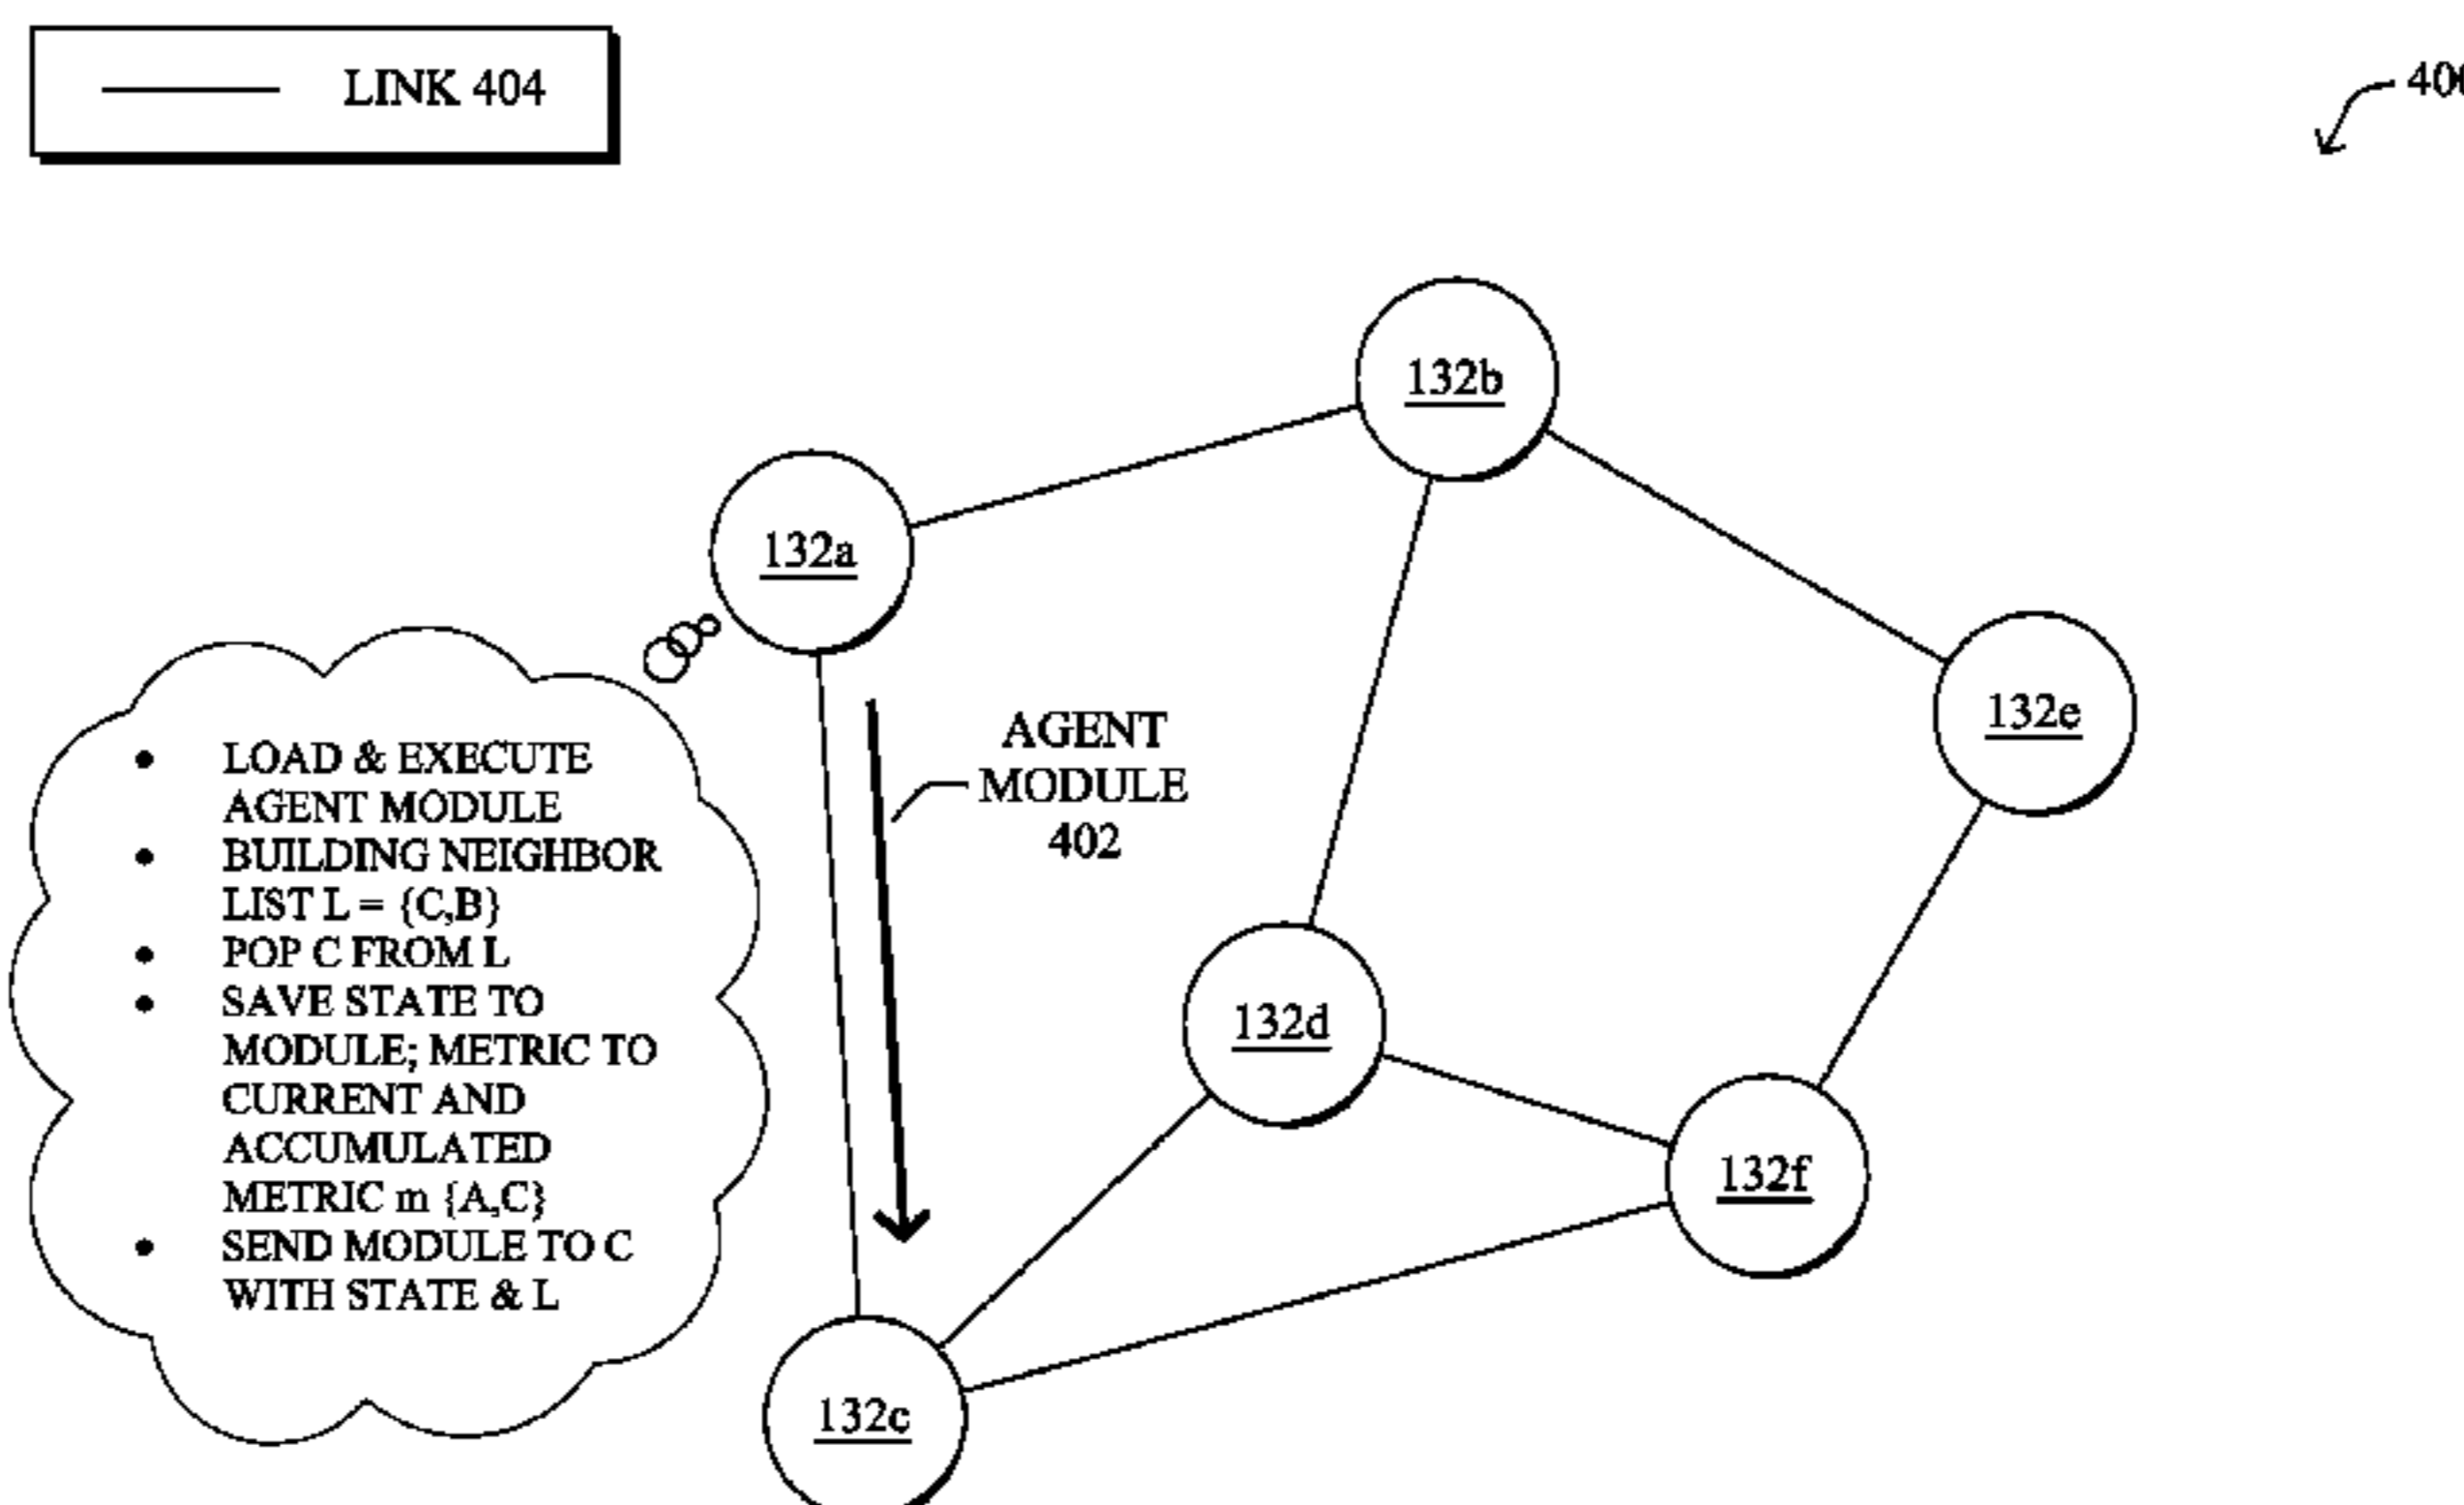 LINK 404
400
132b
132a
132e
AGENT
MODULE
402
• LOAD & EXECUTE
AGENT MODULE
• BUILDING NEIGHBOR
LIST L = {C,B}
• POP C FROM L
• SAVE STATE TO
MODULE; METRIC TO
CURRENT AND
ACCUMULATED
METRIC m {A,C}
• SEND MODULE TO C
WITH STATE & L
132d
132f
132c